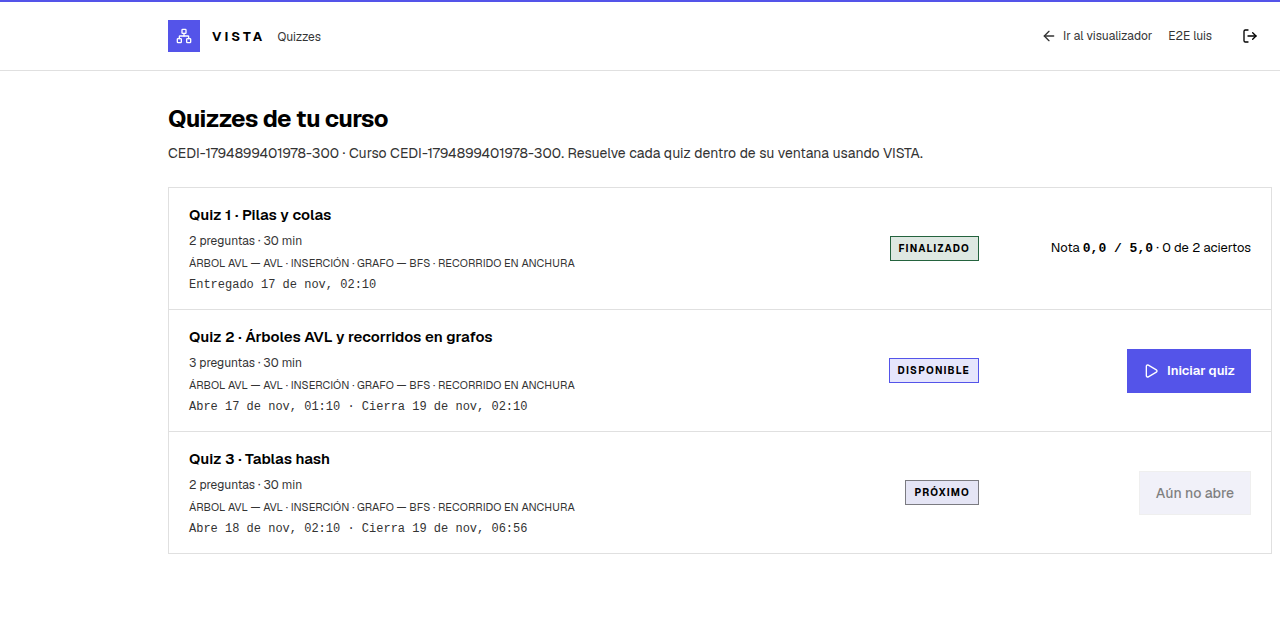 VISTA Quizzes Ir al visualizador E2E luis
Quizzes de tu curso
CEDI-1794899401978-300 · Curso CEDI-1794899401978-300. Resuelve cada quiz dentro de su ventana usando VISTA.
Quiz 1 · Pilas y colas
2 preguntas · 30 min
ÁRBOL AVL — AVL · INSERCIÓN · GRAFO — BFS · RECORRIDO EN ANCHURA
Entregado 17 de nov, 02:10
FINALIZADO
Nota 0,0 / 5,0 · 0 de 2 aciertos
Quiz 2 · Árboles AVL y recorridos en grafos
3 preguntas · 30 min
ÁRBOL AVL — AVL · INSERCIÓN · GRAFO — BFS · RECORRIDO EN ANCHURA
Abre 17 de nov, 01:10 · Cierra 19 de nov, 02:10
DISPONIBLE
Iniciar quiz
Quiz 3 · Tablas hash
2 preguntas · 30 min
ÁRBOL AVL — AVL · INSERCIÓN · GRAFO — BFS · RECORRIDO EN ANCHURA
Abre 18 de nov, 02:10 · Cierra 19 de nov, 06:56
PRÓXIMO
Aún no abre